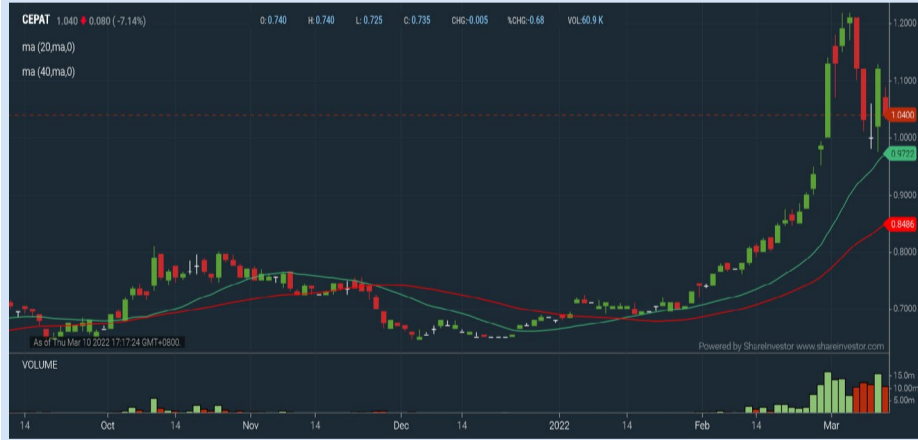 CEPAT 1.040 ♦ 0.080 ( -7.14%) O: 0.740 H: 0.740 L: 0.725 C: 0.735 CHG:-0.005 %CHG:-0.68 VOL:60.9 K
ma (20,ma,0)
ma (40,ma,0)
1.2000
1.1000
1.0400
1.0000
0.9722
0.9000
0.8486
0.8000
0.7000
As of Thu Mar 10 2022 17:17:24 GMT+0800.
Powered by ShareInvestor www.shareinvestor.com
VOLUME
15.0m
10.00m
5.00m
14 Oct 14 Nov 14 Dec 14 2022 14 Feb 14 Mar